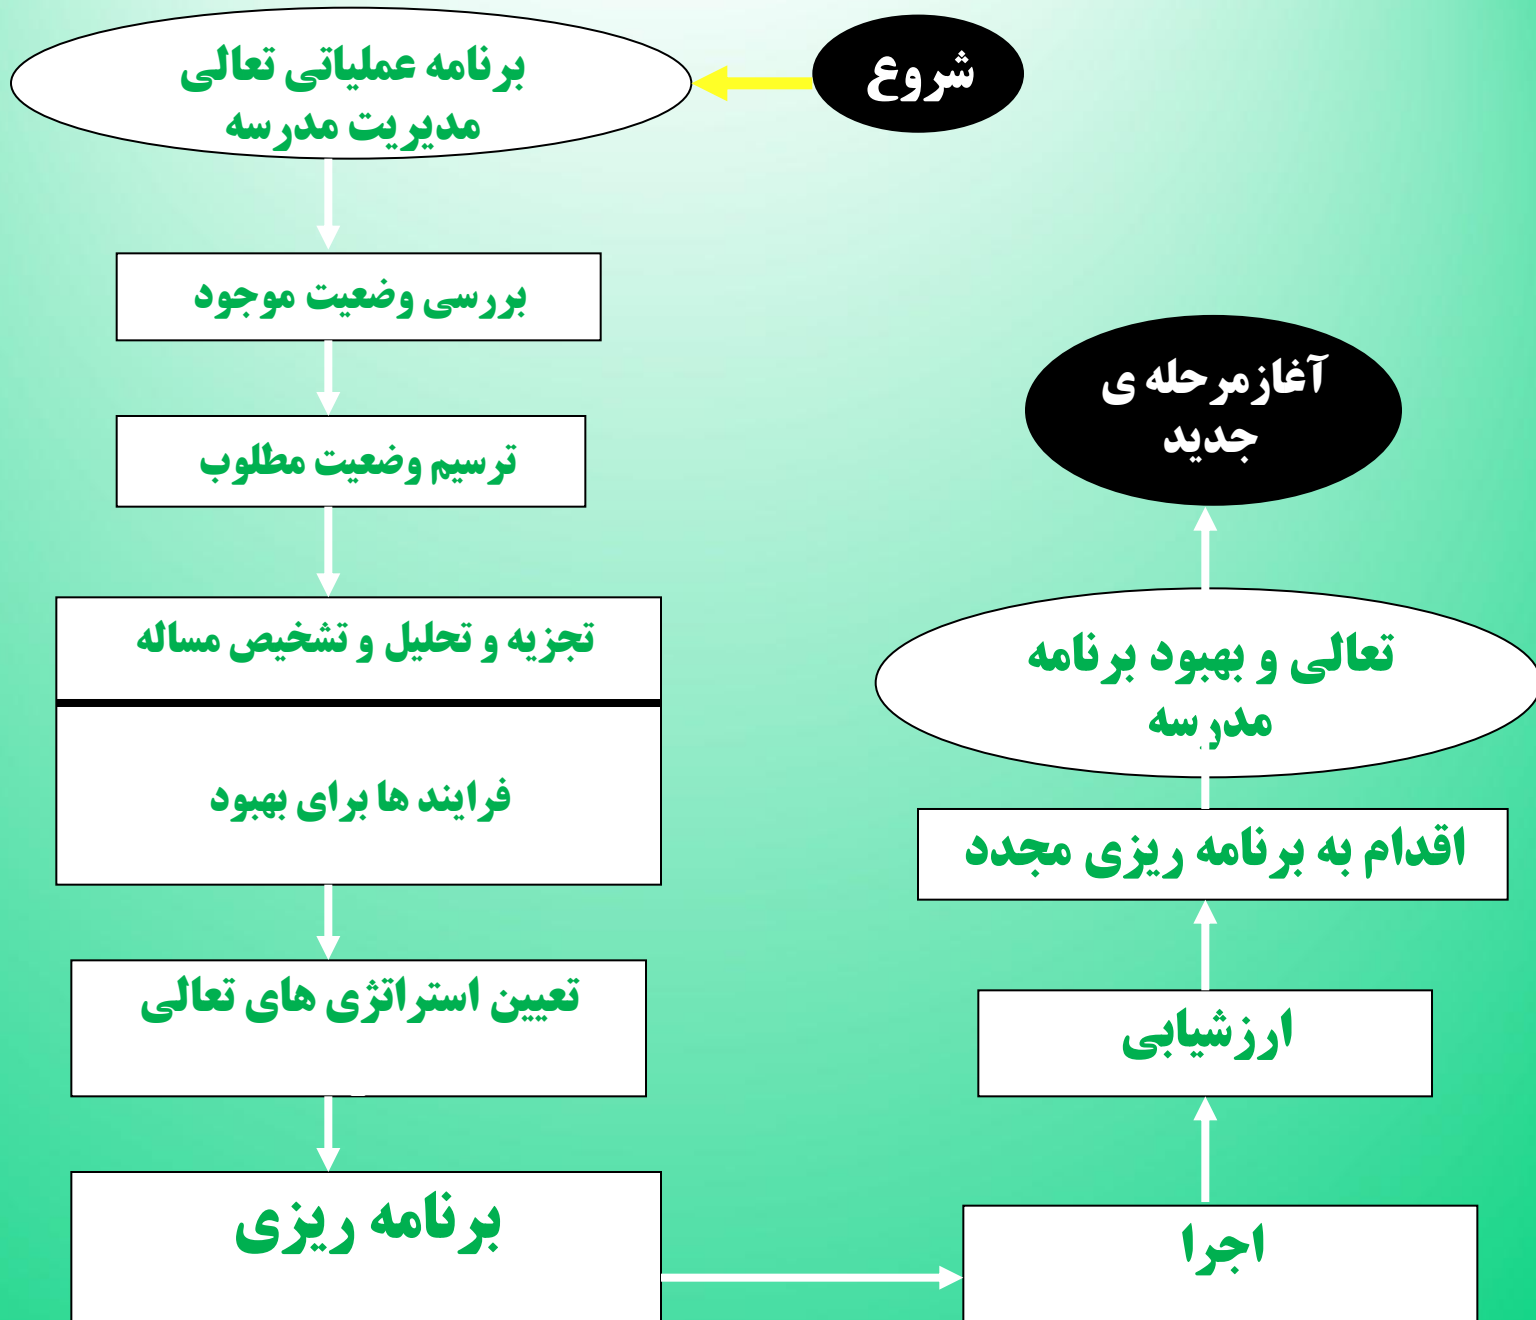 شروع
برنامه عملیاتی تعالی
مدیریت مدرسه
بررسی وضعیت موجود
ترسیم وضعیت مطلوب
تجزیه و تحلیل و تشخیص مساله
فرایند ها برای بهبود
تعیین استراتژی های تعالی
برنامه ریزی
اجرا
ارزشیابی
اقدام به برنامه ریزی مجدد
تعالی و بهبود برنامه
مدرسه
آغازمرحله ی
جدید